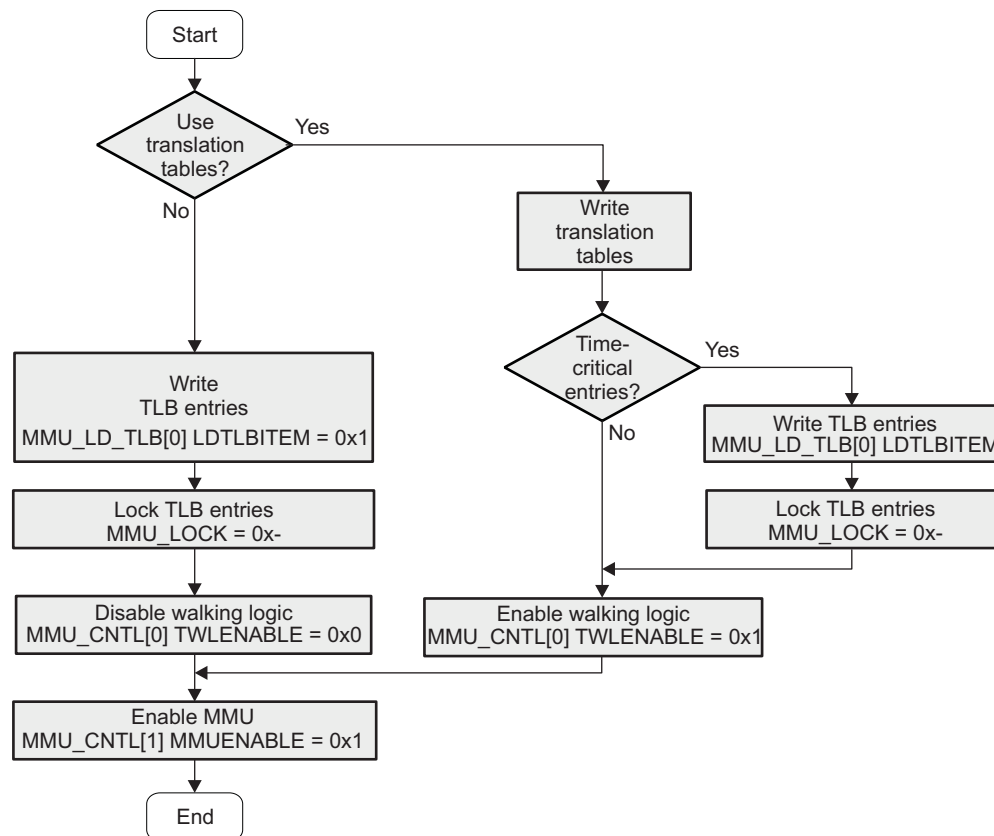 Start
Use
translation
tables?
Yes
No
Write
translation
tables
Time-
critical
entries?
Yes
No
Write
TLB entries
MMU_LD_TLB[0] LDTLBITEM = 0x1
Write TLB entries
MMU_LD_TLB[0] LDTLBITEM
Lock TLB entries
MMU_LOCK = 0x-
Lock TLB entries
MMU_LOCK = 0x-
Disable walking logic
MMU_CNTL[0] TWLENABLE = 0x0
Enable walking logic
MMU_CNTL[0] TWLENABLE = 0x1
Enable MMU
MMU_CNTL[1] MMUENABLE = 0x1
End